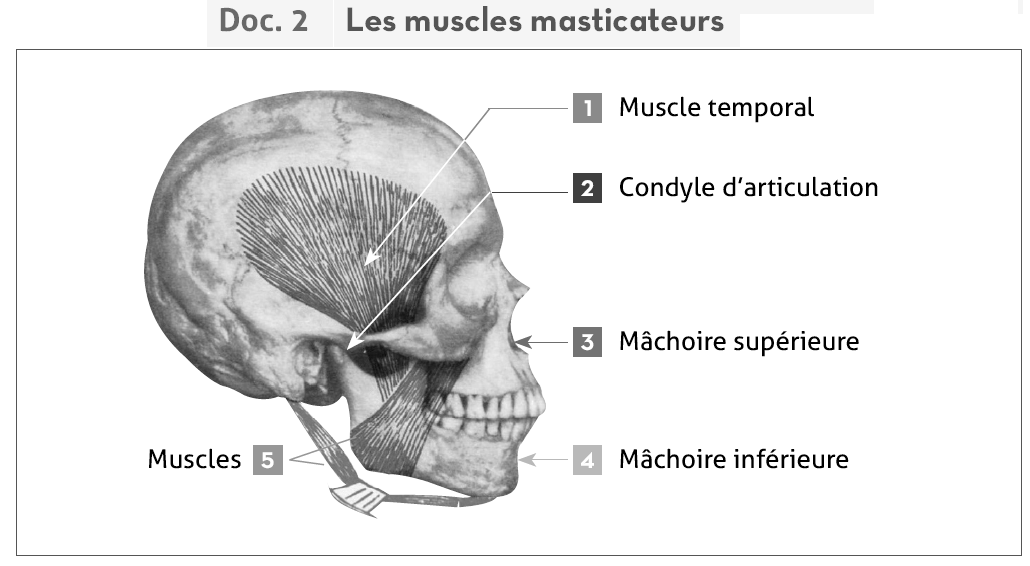 Doc. 2 Les muscles masticateurs
1 Muscle temporal
2 Condyle d’articulation
3 Mâchoire supérieure
Muscles 5
4 Mâchoire inférieure